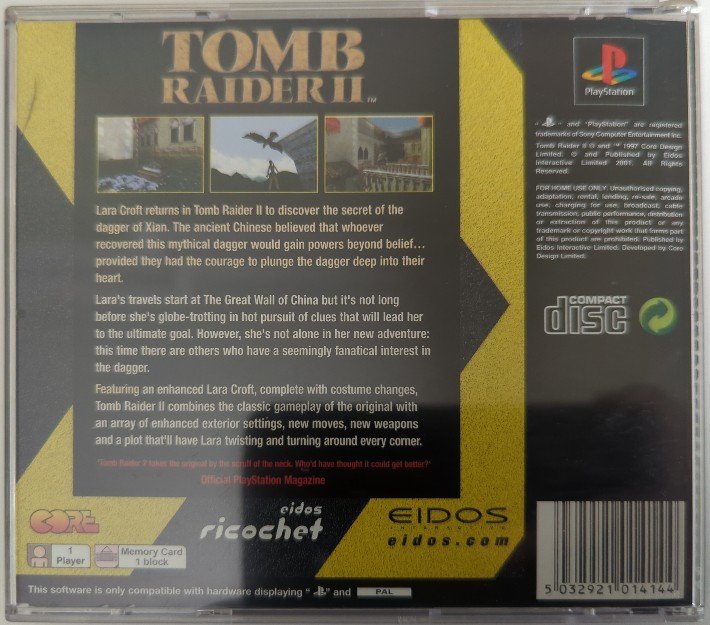 TOMB
RAIDER II™
Lara Croft returns in Tomb Raider II to discover the secret of the
dagger of Xian. The ancient Chinese believed that whoever
recovered this mythical dagger would gain powers beyond belief...
provided they had the courage to plunge the dagger deep into their
heart.
Lara's travels start at The Great Wall of China but it's not long
before she's globe-trotting in hot pursuit of clues that will lead her
to the ultimate goal. However, she's not alone in her new adventure:
this time there are others who have a seemingly fanatical interest in
the dagger.
Featuring an enhanced Lara Croft, complete with costume changes,
Tomb Raider II combines the classic gameplay of the original with
an array of enhanced exterior settings, new moves, new weapons
and a plot that'll have Lara twisting and turning around every corner.
"Tomb Raider 2 takes the original by the scruff of the neck. Who'd have thought it could get better?"
Official PlayStation Magazine
PlayStation
" " and "PlayStation" are registered
trademarks of Sony Computer Entertainment Inc.
Tomb Raider II © and ™ 1997 Core Design
Limited. © and Published by Eidos
Interactive Limited 2001. All Rights
Reserved.
FOR HOME USE ONLY. Unauthorised copying,
adaptation, rental, lending, re-sale, arcade
use, charging for use, broadcast, cable
transmission, public performance, distribution
or extraction of this product or any
trademark or copyright work that forms part
of this product are prohibited. Published by
Eidos Interactive Limited. Developed by Core
Design Limited.
COMPACT
disc
CORE
eidos
ricochet
EIDOS
eidos.com
1
Player
Memory Card
1 block
This software is only compatible with hardware displaying " " and PAL
5 032921 014144